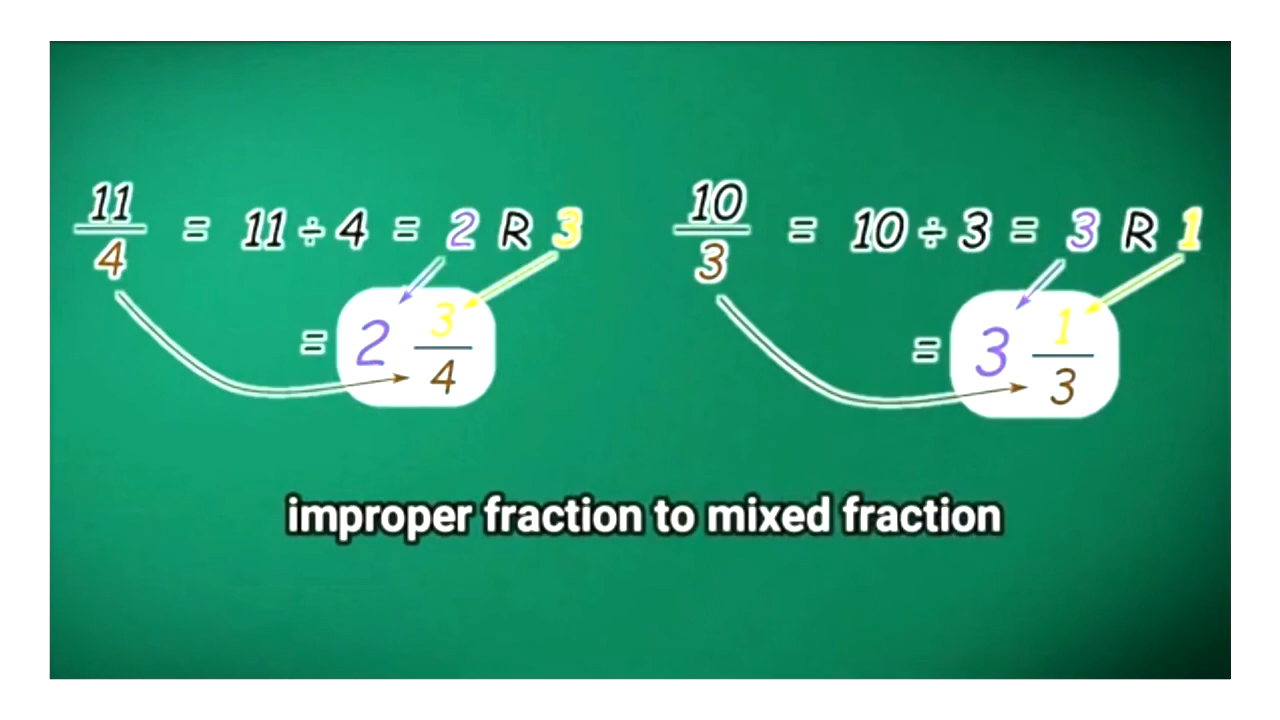 11/4 = 11 ÷ 4 = 2 R 3
= 2 3/4
10/3 = 10 ÷ 3 = 3 R 1
= 3 1/3
improper fraction to mixed fraction